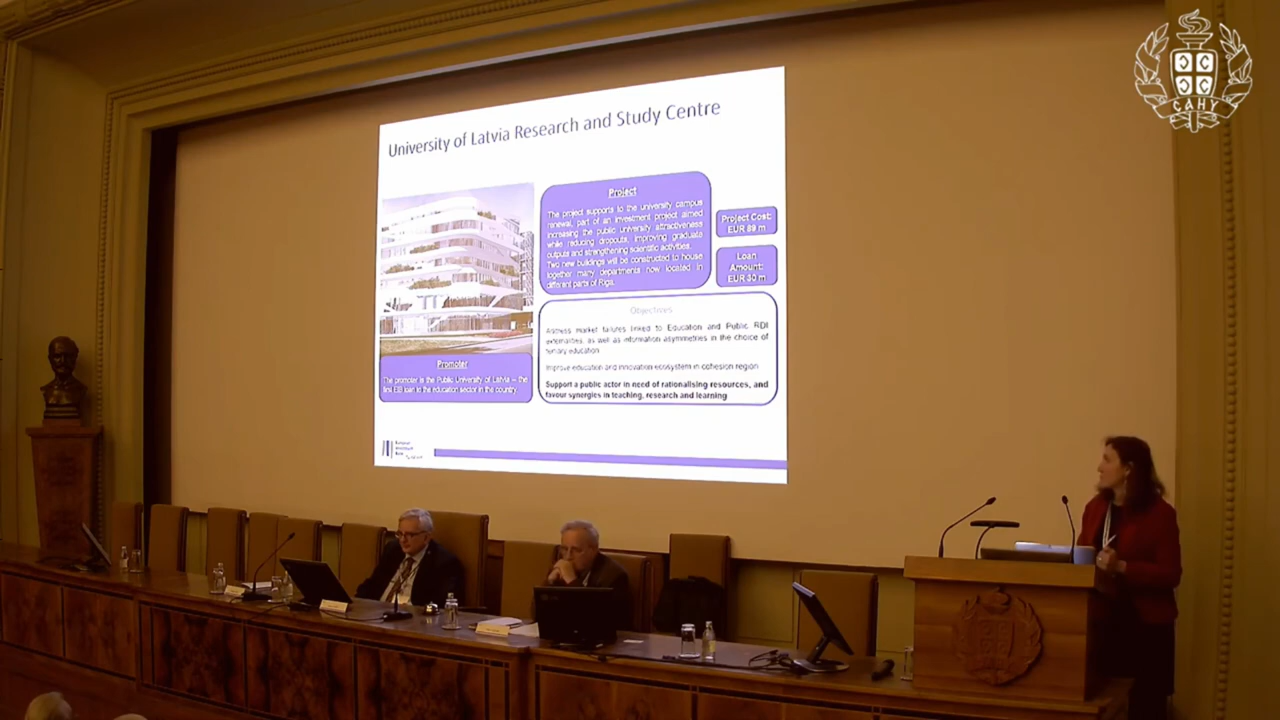 САНУ
University of Latvia Research and Study Centre
Project
The project supports to the university campus
renewal, part of an investment project aimed
increasing the public university attractiveness
while reducing dropouts, improving graduate
outputs and strengthening scientific activities.
Two new buildings will be constructed to house
together many departments now located in
different parts of Riga.
Project Cost:
EUR 89 m
Loan
Amount:
EUR 30 m
Objectives
Address market failures linked to Education and Public RDI
externalities, as well as information asymmetries in the choice of
tertiary education
Improve education and innovation ecosystem in cohesion region
Support a public actor in need of rationalising resources, and
favour synergies in teaching, research and learning
Promoter
The promoter is the Public University of Latvia – the
first EIB loan in the education sector in the country.
European
Investment
Bank